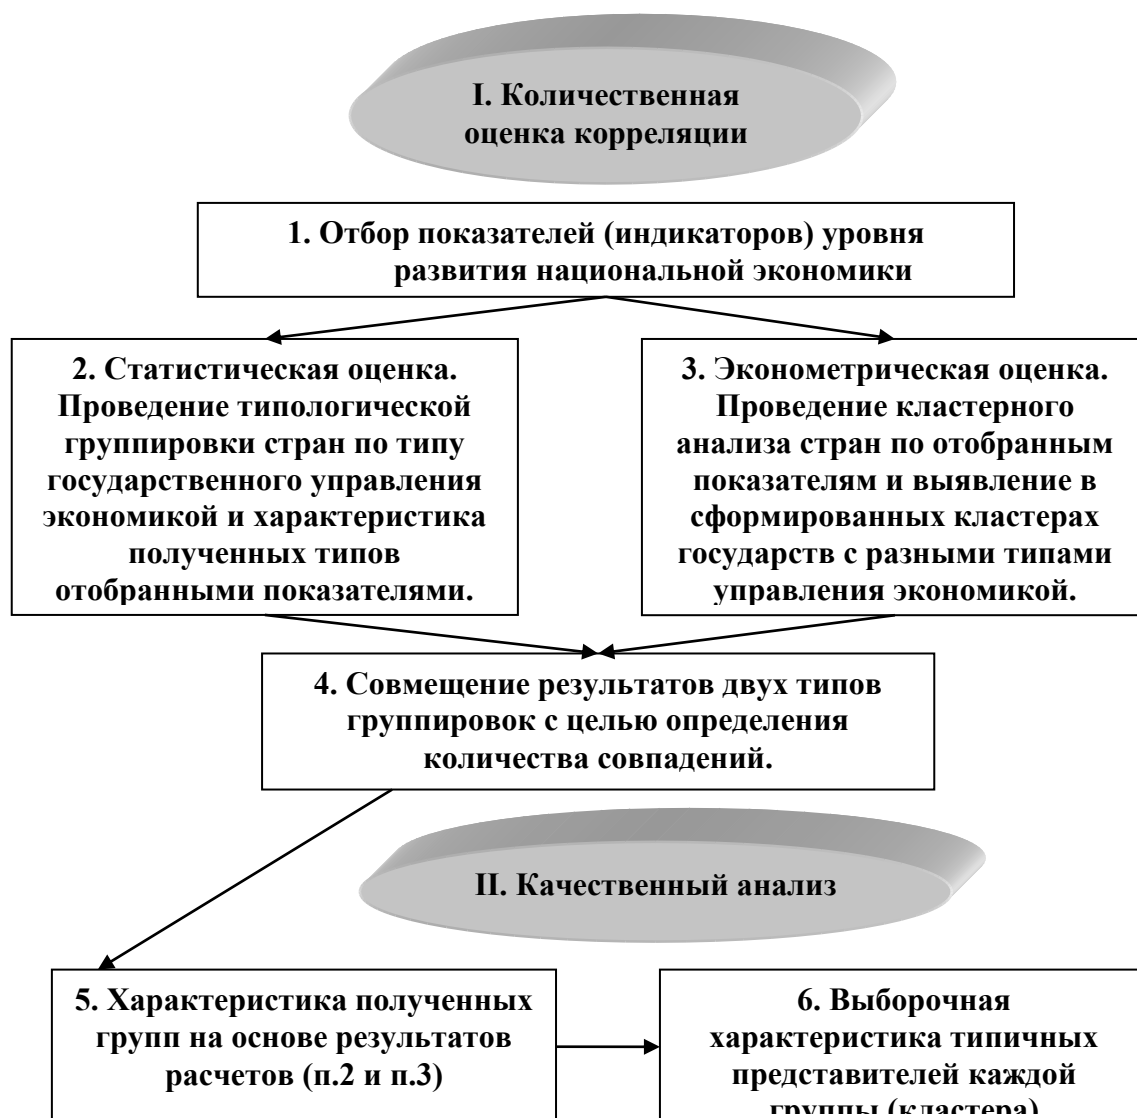 I. Количественная
оценка корреляции
1. Отбор показателей (индикаторов) уровня
развития национальной экономики
2. Статистическая оценка.
Проведение типологической
группировки стран по типу
государственного управления
экономикой и характеристика
полученных типов
отобранными показателями.
3. Эконометрическая оценка.
Проведение кластерного
анализа стран по отобранным
показателям и выявление в
сформированных кластерах
государств с разными типами
управления экономикой.
4. Совмещение результатов двух типов
группировок с целью определения
количества совпадений.
II. Качественный анализ
5. Характеристика полученных
групп на основе результатов
расчетов (п.2 и п.3)
6. Выборочная
характеристика типичных
представителей каждой
группы (кластера)